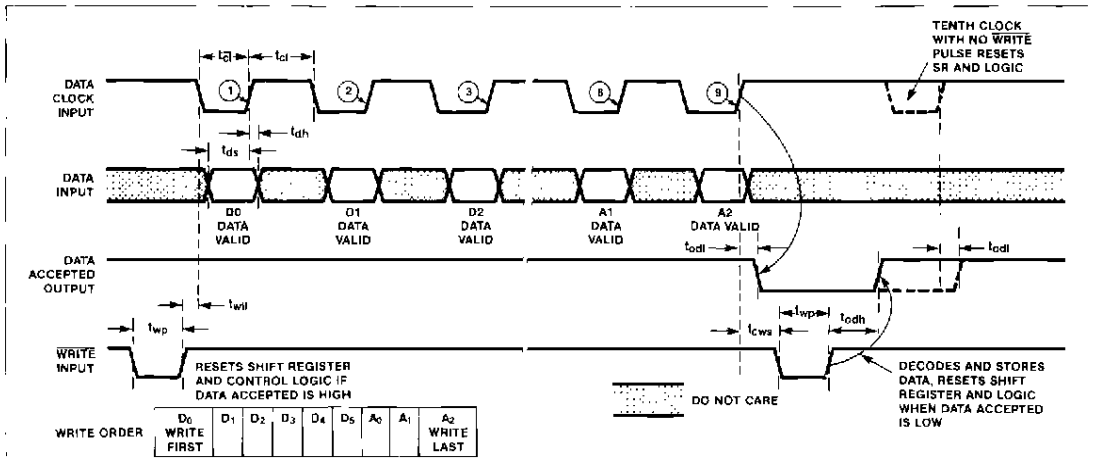 TENTH CLOCK
WITH NO WRITE
PULSE RESETS
SR AND LOGIC
t_cl t_cl
DATA
CLOCK
INPUT
1 2 3 8 9
t_dh
t_ds
DATA
INPUT
D0
DATA
VALID
D1
DATA
VALID
D2
DATA
VALID
A1
DATA
VALID
A2
DATA VALID
t_odl t_odl
DATA
ACCEPTED
OUTPUT
t_wil
t_wp t_cws t_wp t_odh
WRITE
INPUT
RESETS SHIFT REGISTER
AND CONTROL LOGIC IF
DATA ACCEPTED IS HIGH
DO NOT CARE
DECODES AND STORES
DATA, RESETS SHIFT
REGISTER AND LOGIC
WHEN DATA ACCEPTED
IS LOW
WRITE ORDER D0 WRITE FIRST D1 D2 D3 D4 D5 A0 A1 A2 WRITE LAST